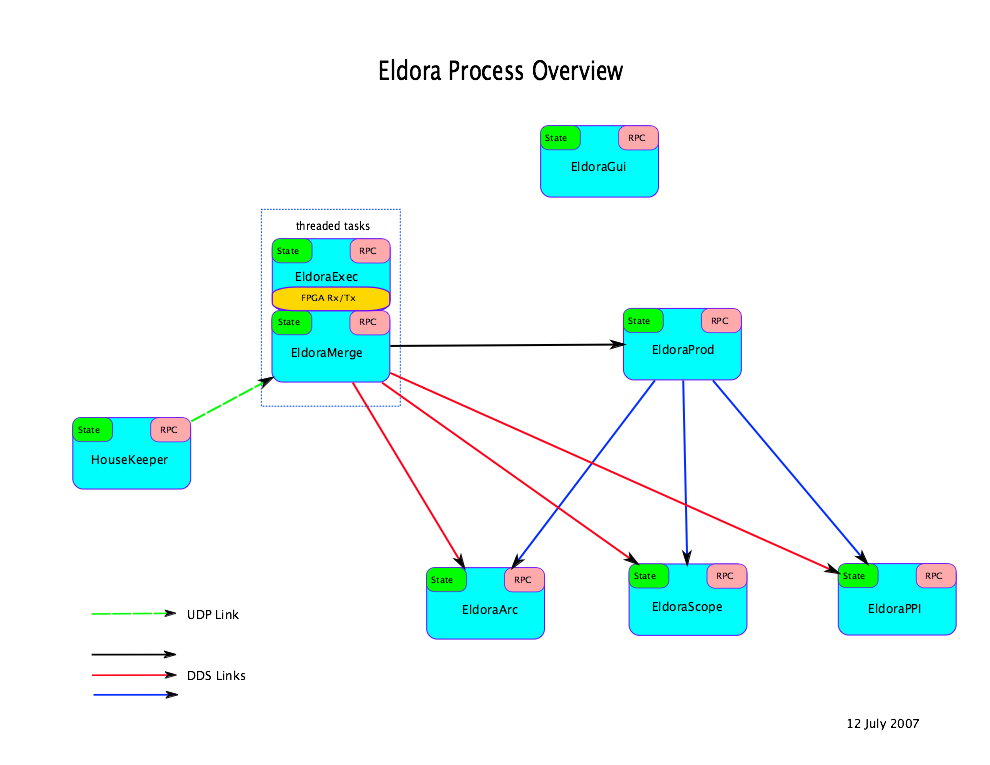 Eldora Process Overview
State RPC
EldoraGui
threaded tasks
State RPC
EldoraExec
FPGA Rx/Tx
State RPC
EldoraMerge
State RPC
EldoraProd
State RPC
HouseKeeper
State RPC
EldoraArc
State RPC
EldoraScope
State RPC
EldoraPPI
UDP Link
DDS Links
12 July 2007